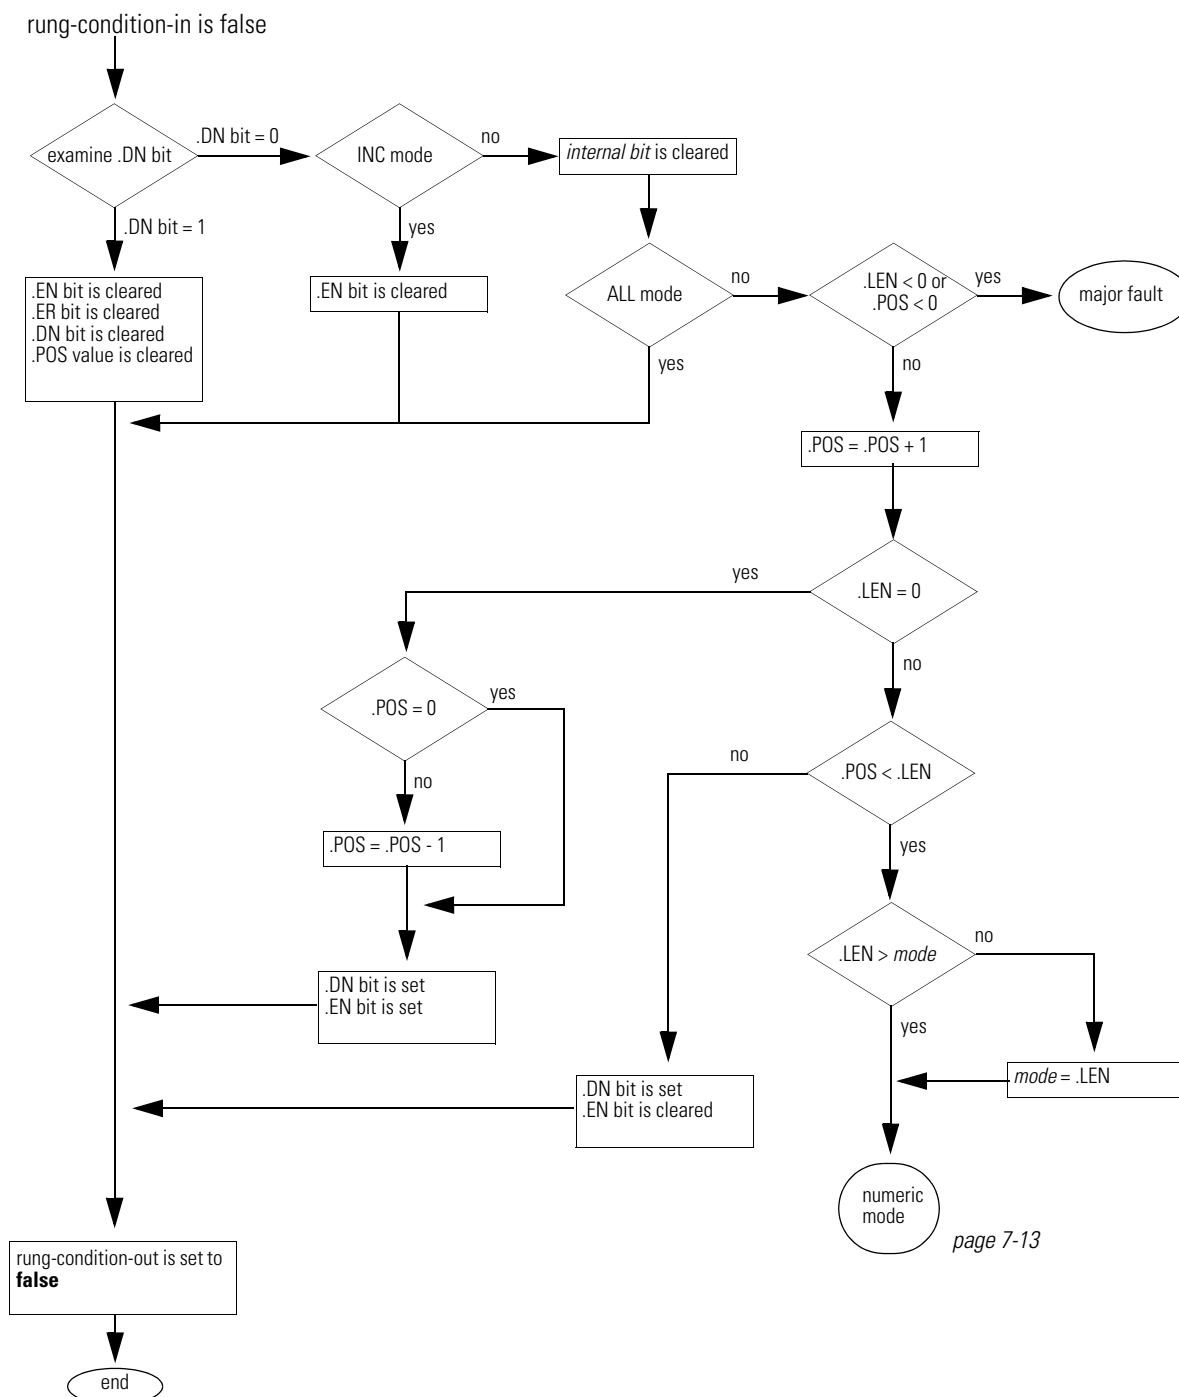 rung-condition-in is false
examine .DN bit
.DN bit = 0
INC mode
no
internal bit is cleared
.DN bit = 1
yes
.EN bit is cleared
.ER bit is cleared
.DN bit is cleared
.POS value is cleared
.EN bit is cleared
ALL mode
no
.LEN < 0 or
.POS < 0
yes
major fault
yes
no
.POS = .POS + 1
yes
.LEN = 0
no
.POS = 0
yes
no
.POS < .LEN
no
.POS = .POS - 1
yes
.LEN > mode
no
.DN bit is set
.EN bit is set
yes
mode = .LEN
.DN bit is set
.EN bit is cleared
numeric
mode
page 7-13
rung-condition-out is set to
false
end